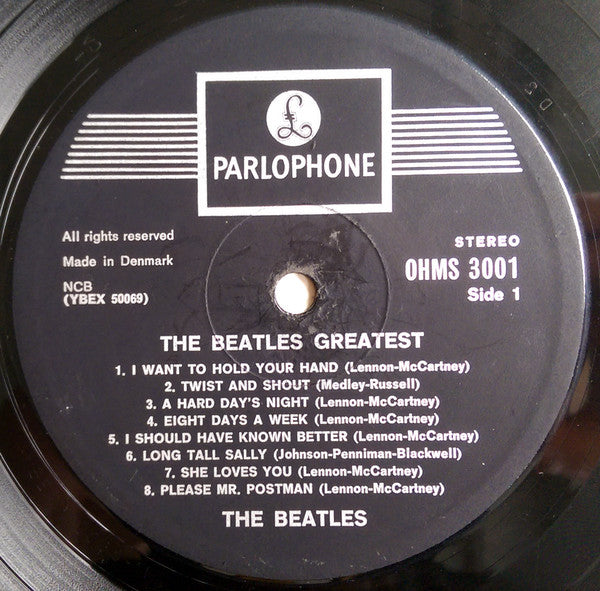 £
PARLOPHONE
All rights reserved
Made in Denmark
NCB
(YBEX 50069)
STEREO
OHMS 3001
Side 1
THE BEATLES GREATEST
1. I WANT TO HOLD YOUR HAND (Lennon-McCartney)
2. TWIST AND SHOUT (Medley-Russell)
3. A HARD DAY'S NIGHT (Lennon-McCartney)
4. EIGHT DAYS A WEEK (Lennon-McCartney)
5. I SHOULD HAVE KNOWN BETTER (Lennon-McCartney)
6. LONG TALL SALLY (Johnson-Penniman-Blackwell)
7. SHE LOVES YOU (Lennon-McCartney)
8. PLEASE MR. POSTMAN (Lennon-McCartney)
THE BEATLES